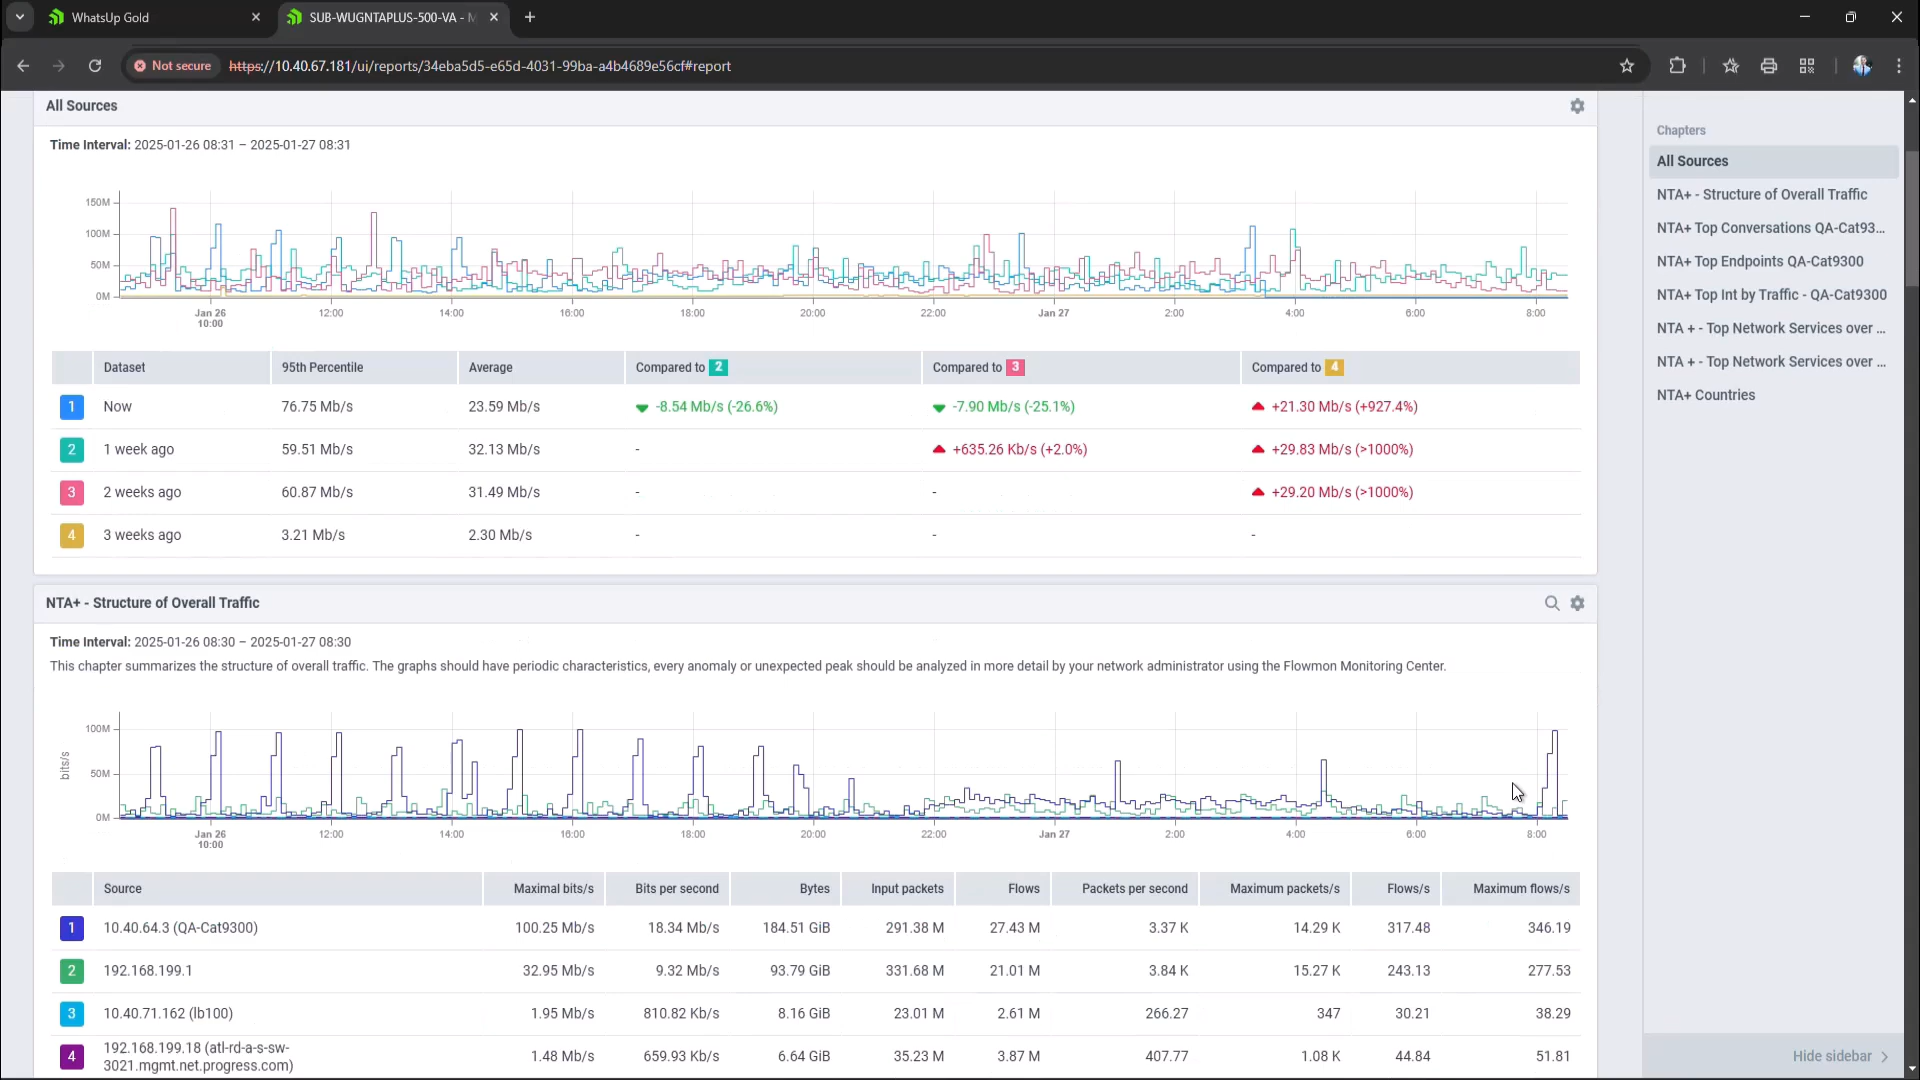 WhatsUp Gold
SUB-WUGNTAPLUS-500-VA - M
Not secure
https://10.40.67.181/ui/reports/34eba5d5-e65d-4031-99ba-a4b4689e56cf#report
All Sources
Time Interval: 2025-01-26 08:31 – 2025-01-27 08:31
150M
100M
50M
0M
Jan 26 12:00 14:00 16:00 18:00 20:00 22:00 Jan 27 2:00 4:00 6:00 8:00
10:00
Dataset 95th Percentile Average Compared to 2 Compared to 3 Compared to 4
1 Now 76.75 Mb/s 23.59 Mb/s -8.54 Mb/s (-26.6%) -7.90 Mb/s (-25.1%) +21.30 Mb/s (+927.4%)
2 1 week ago 59.51 Mb/s 32.13 Mb/s - +635.26 Kb/s (+2.0%) +29.83 Mb/s (>1000%)
3 2 weeks ago 60.87 Mb/s 31.49 Mb/s - - +29.20 Mb/s (>1000%)
4 3 weeks ago 3.21 Mb/s 2.30 Mb/s - - -
NTA+ - Structure of Overall Traffic
Time Interval: 2025-01-26 08:30 – 2025-01-27 08:30
This chapter summarizes the structure of overall traffic. The graphs should have periodic characteristics, every anomaly or unexpected peak should be analyzed in more detail by your network administrator using the Flowmon Monitoring Center.
bits/s
100M
50M
0M
Jan 26 12:00 14:00 16:00 18:00 20:00 22:00 Jan 27 2:00 4:00 6:00 8:00
10:00
Source Maximal bits/s Bits per second Bytes Input packets Flows Packets per second Maximum packets/s Flows/s Maximum flows/s
1 10.40.64.3 (QA-Cat9300) 100.25 Mb/s 18.34 Mb/s 184.51 GiB 291.38 M 27.43 M 3.37 K 14.29 K 317.48 346.19
2 192.168.199.1 32.95 Mb/s 9.32 Mb/s 93.79 GiB 331.68 M 21.01 M 3.84 K 15.27 K 243.13 277.53
3 10.40.71.162 (lb100) 1.95 Mb/s 810.82 Kb/s 8.16 GiB 23.01 M 2.61 M 266.27 347 30.21 38.29
4 192.168.199.18 (atl-rd-a-s-sw-
3021.mgmt.net.progress.com) 1.48 Mb/s 659.93 Kb/s 6.64 GiB 35.23 M 3.87 M 407.77 1.08 K 44.84 51.81
Chapters
All Sources
NTA+ - Structure of Overall Traffic
NTA+ Top Conversations QA-Cat93...
NTA+ Top Endpoints QA-Cat9300
NTA+ Top Int by Traffic - QA-Cat9300
NTA + - Top Network Services over ...
NTA + - Top Network Services over ...
NTA+ Countries
Hide sidebar